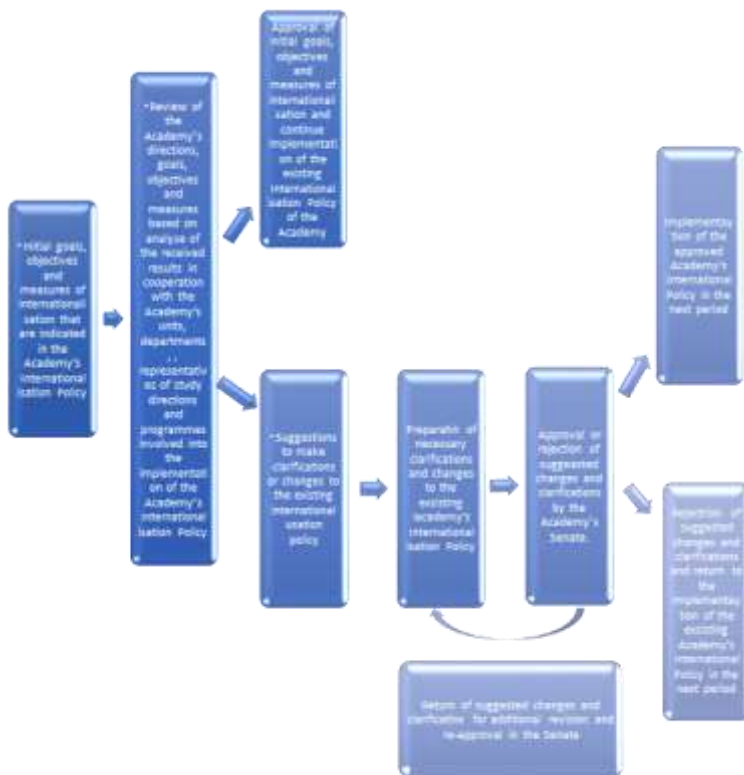 •Initial goals,
objectives
and
measures of
international
isation that
are indicated
in the
Academy's
International
isation Policy
•Review of
the
Academy's
directions,
goals,
objectives
and
measures
based on
analyse of
the received
results in
cooperation
with the
Academy's
units,
departments
,
representativ
es of study
directions
and
programmes
involved into
the
implementati
on of the
Academy's
International
isation Policy
Approval of
initial goals,
objectives
and
measures of
international
isation and
continue
implementati
on of the
existing
International
isation Policy
of the
Academy
•Suggestions
to make
clarifications
or changes to
the existing
international
policy
of
necessary
clarifications
and changes
to the
existing
academy's
International
isation Policy
Approval or
rejection of
suggested
changes and
clarifications
by the
Academy's
Senate.
tion of the
approved
Academy's
International
Policy in the
next period
Rejection of
suggested
changes and
clarifications
and return to
the
tion of the
existing
Academy's
International
Policy in the
next period
Return of suggested changes and
for additional revision and
re-approval in the Senate